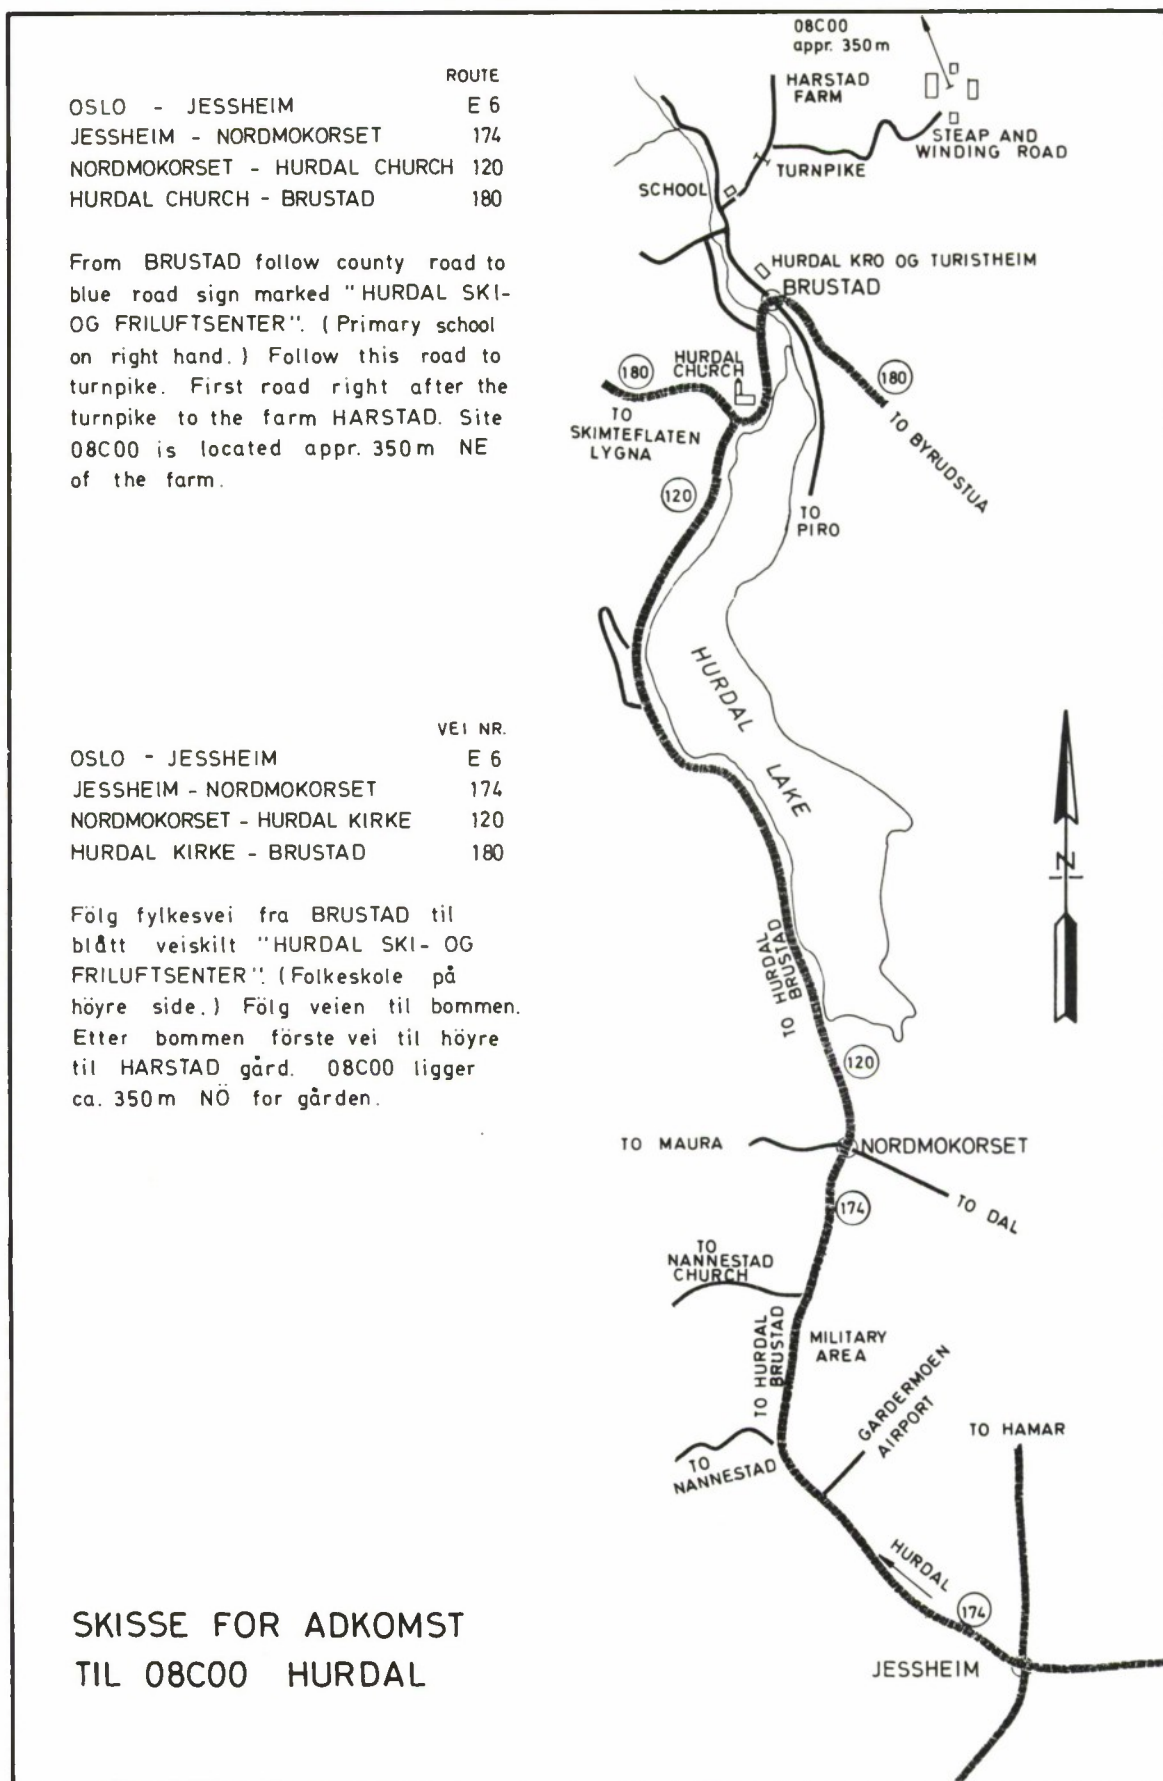 ROUTE
OSLO - JESSHEIM E 6
JESSHEIM - NORDMOKORSET 174
NORDMOKORSET - HURDAL CHURCH 120
HURDAL CHURCH - BRUSTAD 180
From BRUSTAD follow county road to
blue road sign marked "HURDAL SKI-
OG FRILUFTSENTER". (Primary school
on right hand.) Follow this road to
turnpike. First road right after the
turnpike to the farm HARSTAD. Site
08C00 is located appr. 350m NE
of the farm.
VEI NR.
OSLO - JESSHEIM E 6
JESSHEIM - NORDMOKORSET 174
NORDMOKORSET - HURDAL KIRKE 120
HURDAL KIRKE - BRUSTAD 180
Fölg fylkesvei fra BRUSTAD til
blått veiskilt "HURDAL SKI- OG
FRILUFTSENTER". (Folkeskole på
höyre side.) Fölg veien til bommen.
Etter bommen förste vei til höyre
til HARSTAD gård. 08C00 ligger
ca. 350m NÖ for gården.
SKISSE FOR ADKOMST
TIL 08C00 HURDAL
08C00
appr. 350m
HARSTAD
FARM
STEAP AND
WINDING ROAD
TURNPIKE
SCHOOL
HURDAL KRO OG TURISTHEIM
BRUSTAD
HURDAL
CHURCH
180
180
TO
SKIMTEFLATEN
LYGNA
TO BYRUDSTUA
120
TO
PIRO
HURDAL
LAKE
N
TO HURDAL
BRUSTAD
120
TO MAURA
NORDMOKORSET
174
TO DAL
TO
NANNESTAD
CHURCH
TO HURDAL
BRUSTAD
MILITARY
AREA
GARDERMOEN
AIRPORT
TO HAMAR
TO
NANNESTAD
HURDAL
174
JESSHEIM